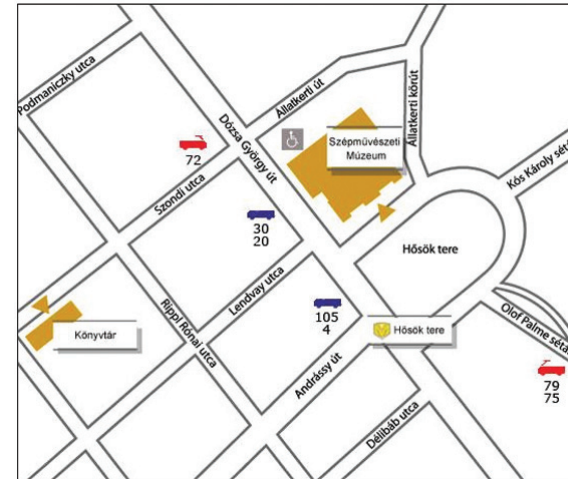 Podmaniczky utca
Dózsa György út
Állatkerti út
Állatkerti körút
Szépművészeti
Múzeum
72
Szondi utca
Kós Károly sétá
30
20
Hősök tere
Lendvay utca
Rippl Rónai utca
Könyvtár
105
4
Hősök tere
Olof Palme sétá
Andrássy út
79
75
Délibáb utca